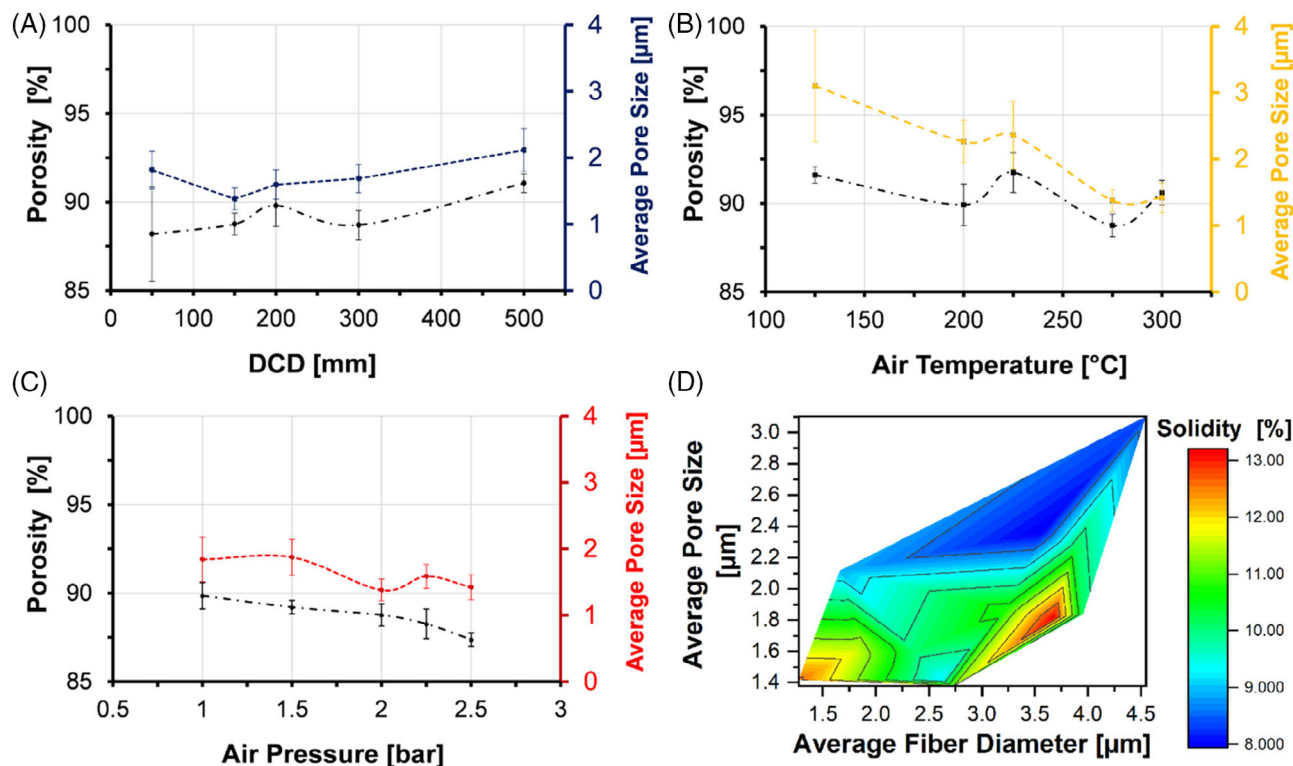 (A)
100
95
90
85
Porosity [%]
4
3
2
1
0
Average Pore Size [µm]
0 100 200 300 400 500
DCD [mm]
(B)
100
95
90
85
Porosity [%]
4
3
2
1
0
Average Pore Size [µm]
100 150 200 250 300
Air Temperature [°C]
(C)
100
95
90
85
Porosity [%]
4
3
2
1
0
Average Pore Size [µm]
0.5 1 1.5 2 2.5 3
Air Pressure [bar]
(D)
3.0
2.8
2.6
2.4
2.2
2.0
1.8
1.6
1.4
Average Pore Size
[µm]
1.5 2.0 2.5 3.0 3.5 4.0 4.5
Average Fiber Diameter [µm]
Solidity [%]
13.00
12.00
10.00
9.000
8.000